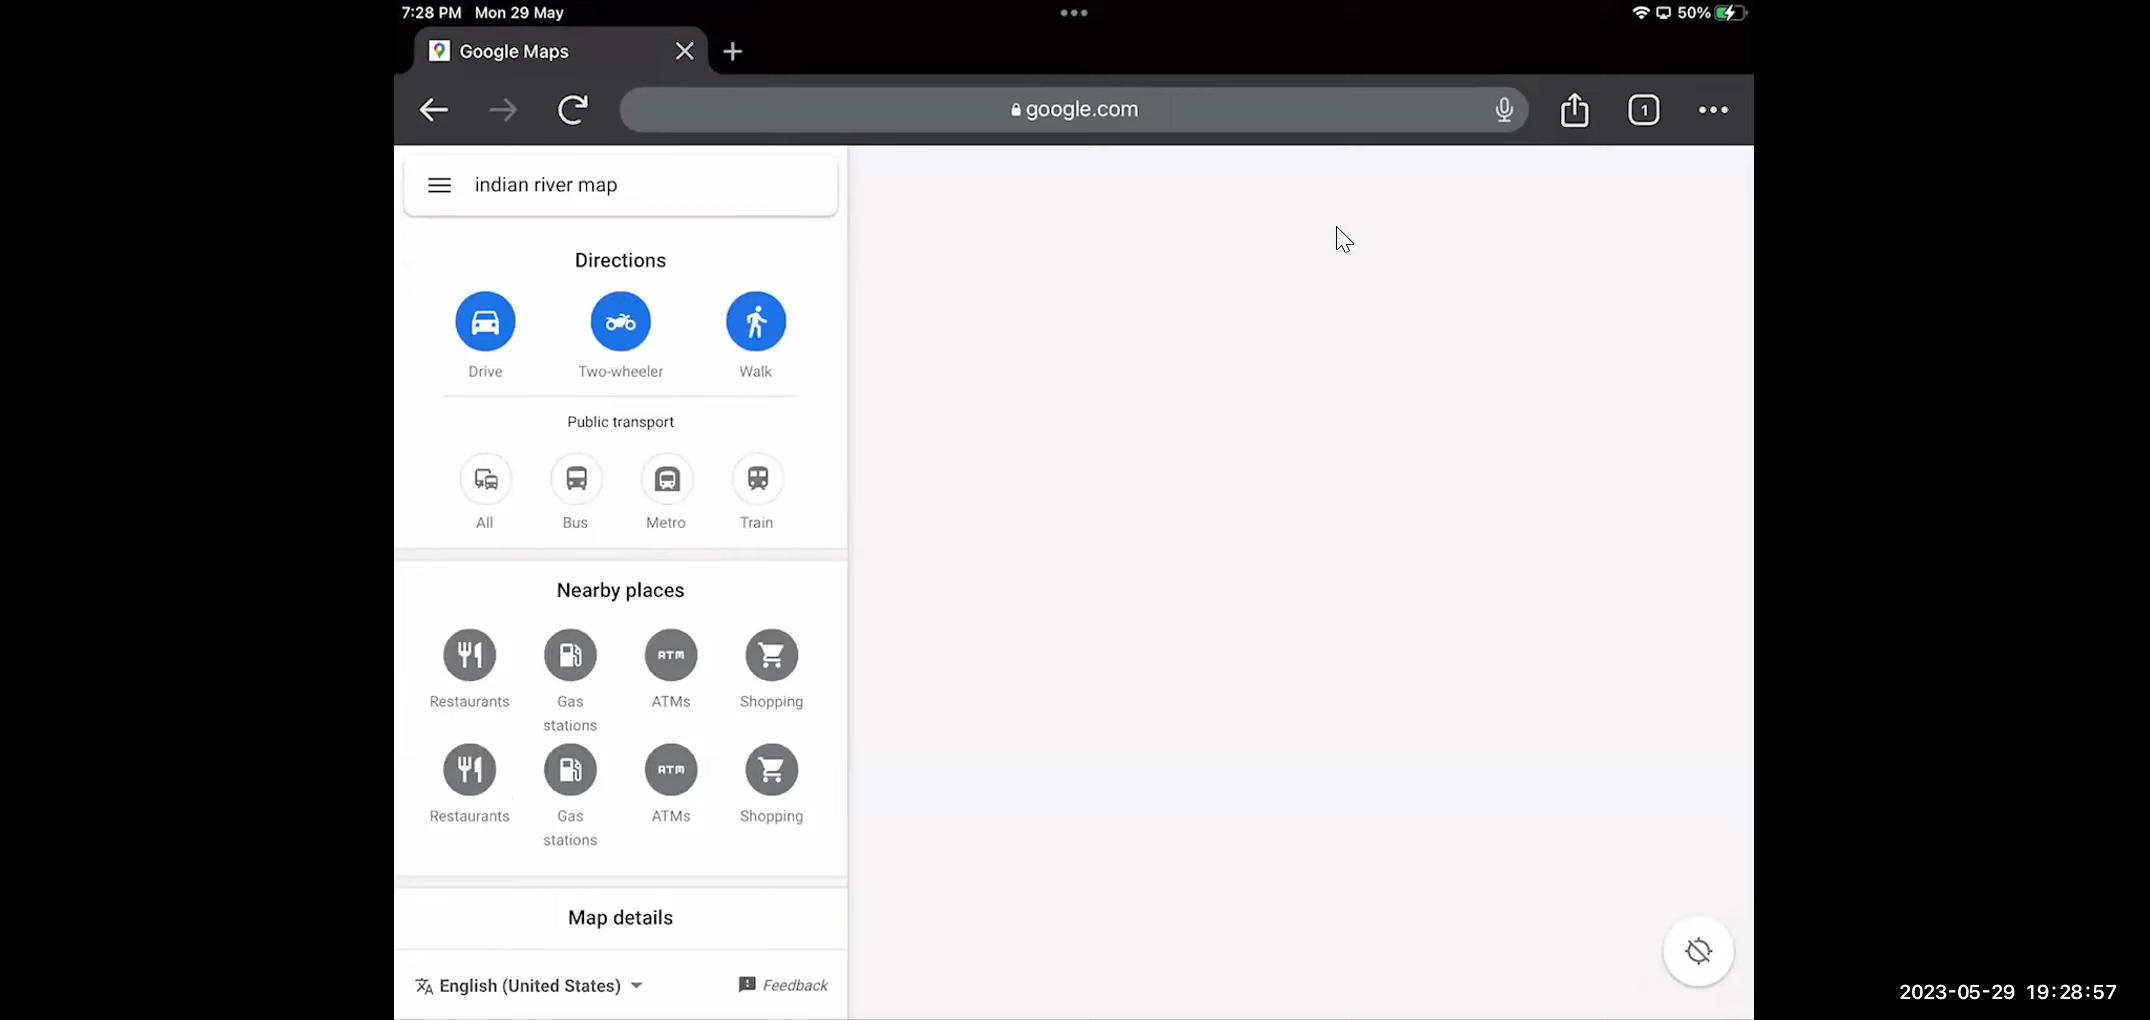 7:28 PM Mon 29 May
50%
Google Maps
google.com
1
indian river map
Directions
Drive Two-wheeler Walk
Public transport
All Bus Metro Train
Nearby places
ATM
Restaurants Gas stations ATMs Shopping
ATM
Restaurants Gas stations ATMs Shopping
Map details
English (United States) Feedback
2023-05-29 19:28:57